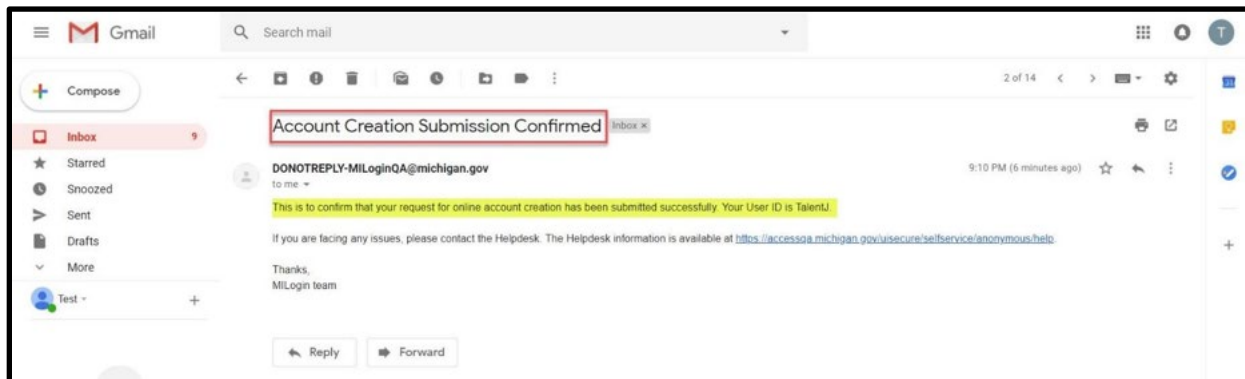 Gmail
Search mail
T
Compose
2 of 14
Inbox 9
Account Creation Submission Confirmed Inbox x
Starred
DONOTREPLY-MILoginQA@michigan.gov
9:10 PM (6 minutes ago)
to me
Snoozed
This is to confirm that your request for online account creation has been submitted successfully. Your User ID is TalentJ.
Sent
Drafts
If you are facing any issues, please contact the Helpdesk. The Helpdesk information is available at https://accessqa.michigan.gov/uisecure/selfservice/anonymous/help.
More
Thanks,
MILogin team
Test
Reply Forward